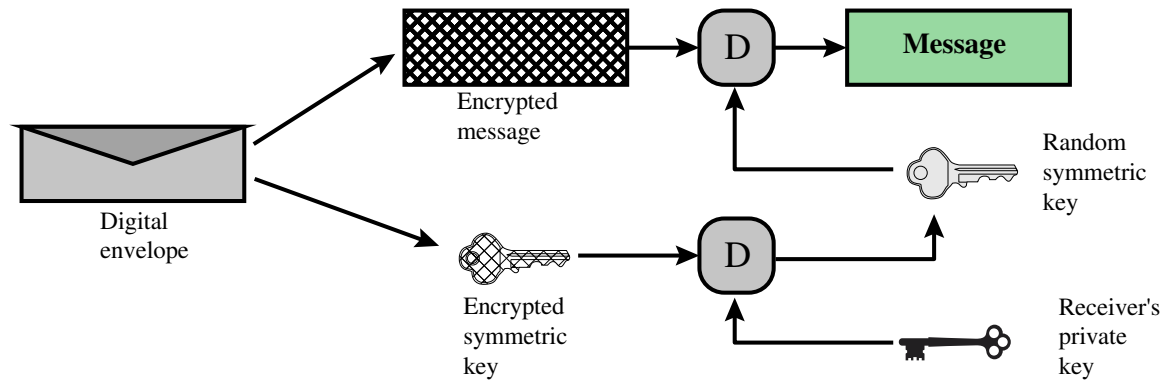 D
Message
Encrypted
message
Random
symmetric
key
Digital
envelope
D
Encrypted
symmetric
key
Receiver's
private
key